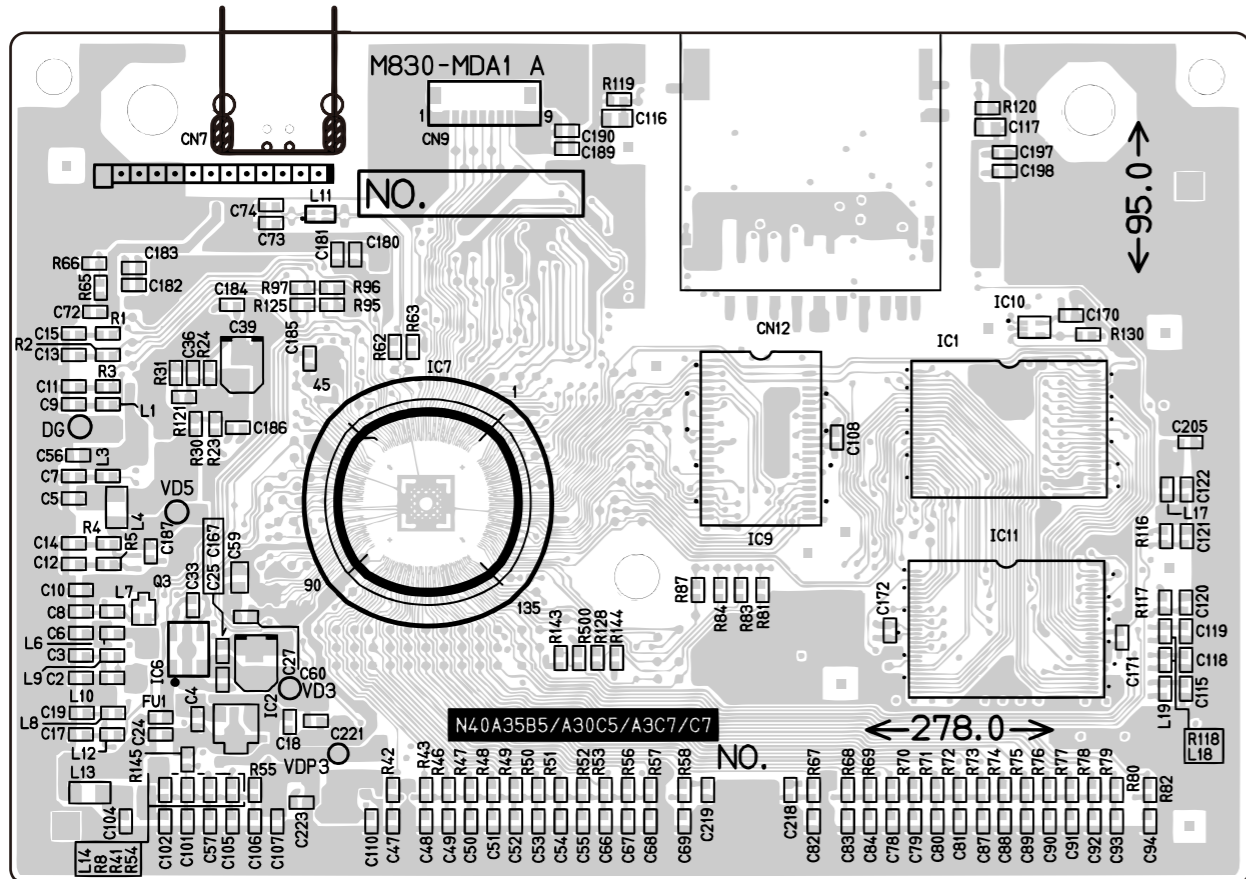 M830-MDA1 A
R119
C116
R120
C117
CN7
1
9
CN9
C190
C189
C197
C198
NO.
C74
L11
C73
C181
C180
←95.0→
R66
C183
R65
C182
R97
R96
C184
R125
R95
C72
R1
C15
R2
C13
C36
R24
C39
C185
R62
R63
CN12
IC10
C170
R130
IC1
R31
45
IC7
1
R3
C11
C9
L1
R121
DG
R30
R23
C186
C108
C205
C56
L3
C7
C5
L4
VD5
C122
L17
R4
C14
C12
R5
C187
C167
C25
C59
IC9
IC11
R116
C121
Q3
C33
90
135
C10
L7
C8
R87
R84
R83
R81
C172
R117
C120
C6
L6
C3
L9
C2
R143
R500
R128
R144
C119
C118
C171
C115
IC6
C27
C60
L10
FU1
C4
IC2
VD3
C19
L8
C17
C24
C18
C221
N40A35B5/A30C5/A3C7/C7
←278.0→
L19
R118
L18
L12
R145
VDP3
NO.
L13
R55
R42
R43
R46
R47
R48
R49
R50
R51
R52
R53
R56
R57
R58
R67
R68
R69
R70
R71
R72
R73
R74
R75
R76
R77
R78
R79
R80
R82
C104
C102
C101
C57
C105
C106
C107
C223
C110
C47
C48
C49
C50
C51
C52
C53
C54
C55
C66
C67
C68
C69
C219
C218
C82
C83
C84
C78
C79
C80
C81
C87
C88
C89
C90
C91
C92
C93
C94
L14
R8
R41
R54